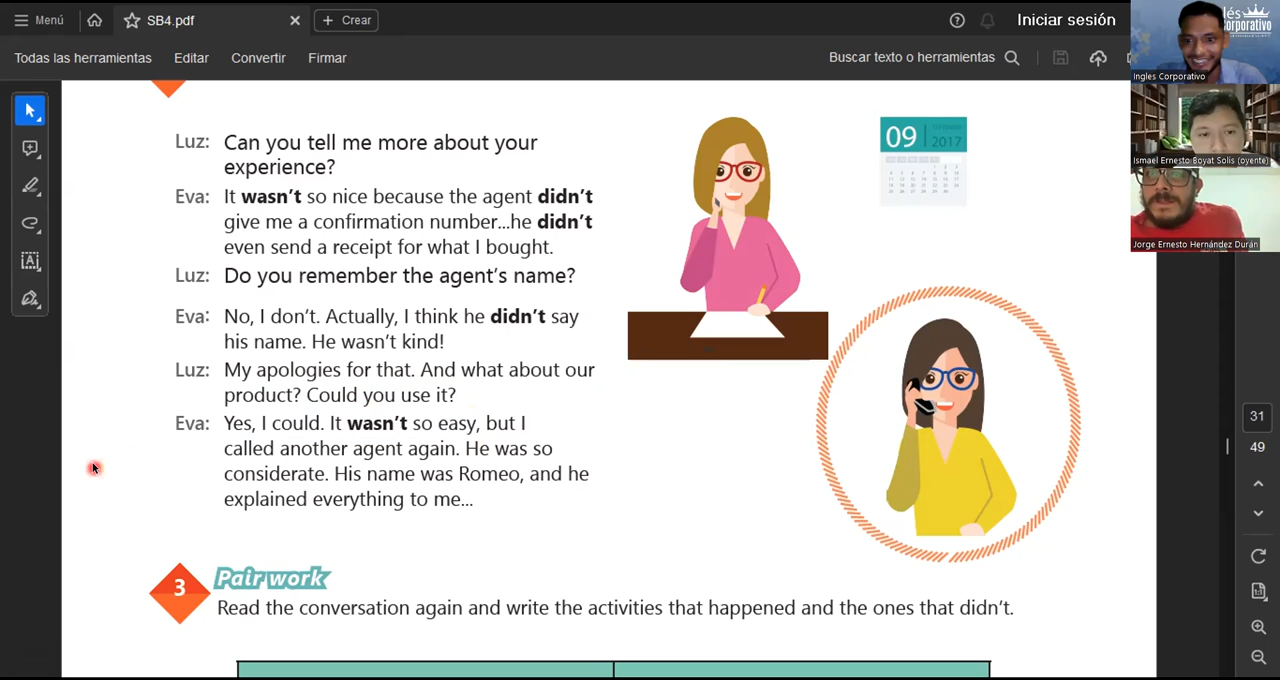 Menú
SB4.pdf
Crear
Iniciar sesión
Todas las herramientas
Editar
Convertir
Firmar
Buscar texto o herramientas
Luz: Can you tell me more about your
experience?
Eva: It wasn't so nice because the agent didn't
give me a confirmation number...he didn't
even send a receipt for what I bought.
Luz: Do you remember the agent's name?
Eva: No, I don't. Actually, I think he didn't say
his name. He wasn't kind!
Luz: My apologies for that. And what about our
product? Could you use it?
Eva: Yes, I could. It wasn't so easy, but I
called another agent again. He was so
considerate. His name was Romeo, and he
explained everything to me...
09
2017
3
Pair work
Read the conversation again and write the activities that happened and the ones that didn't.
31
49
Corporativo
Ingles Corporativo
Ismael Ernesto Boyat Solis (oyente)
Jorge Ernesto Hernández Durán